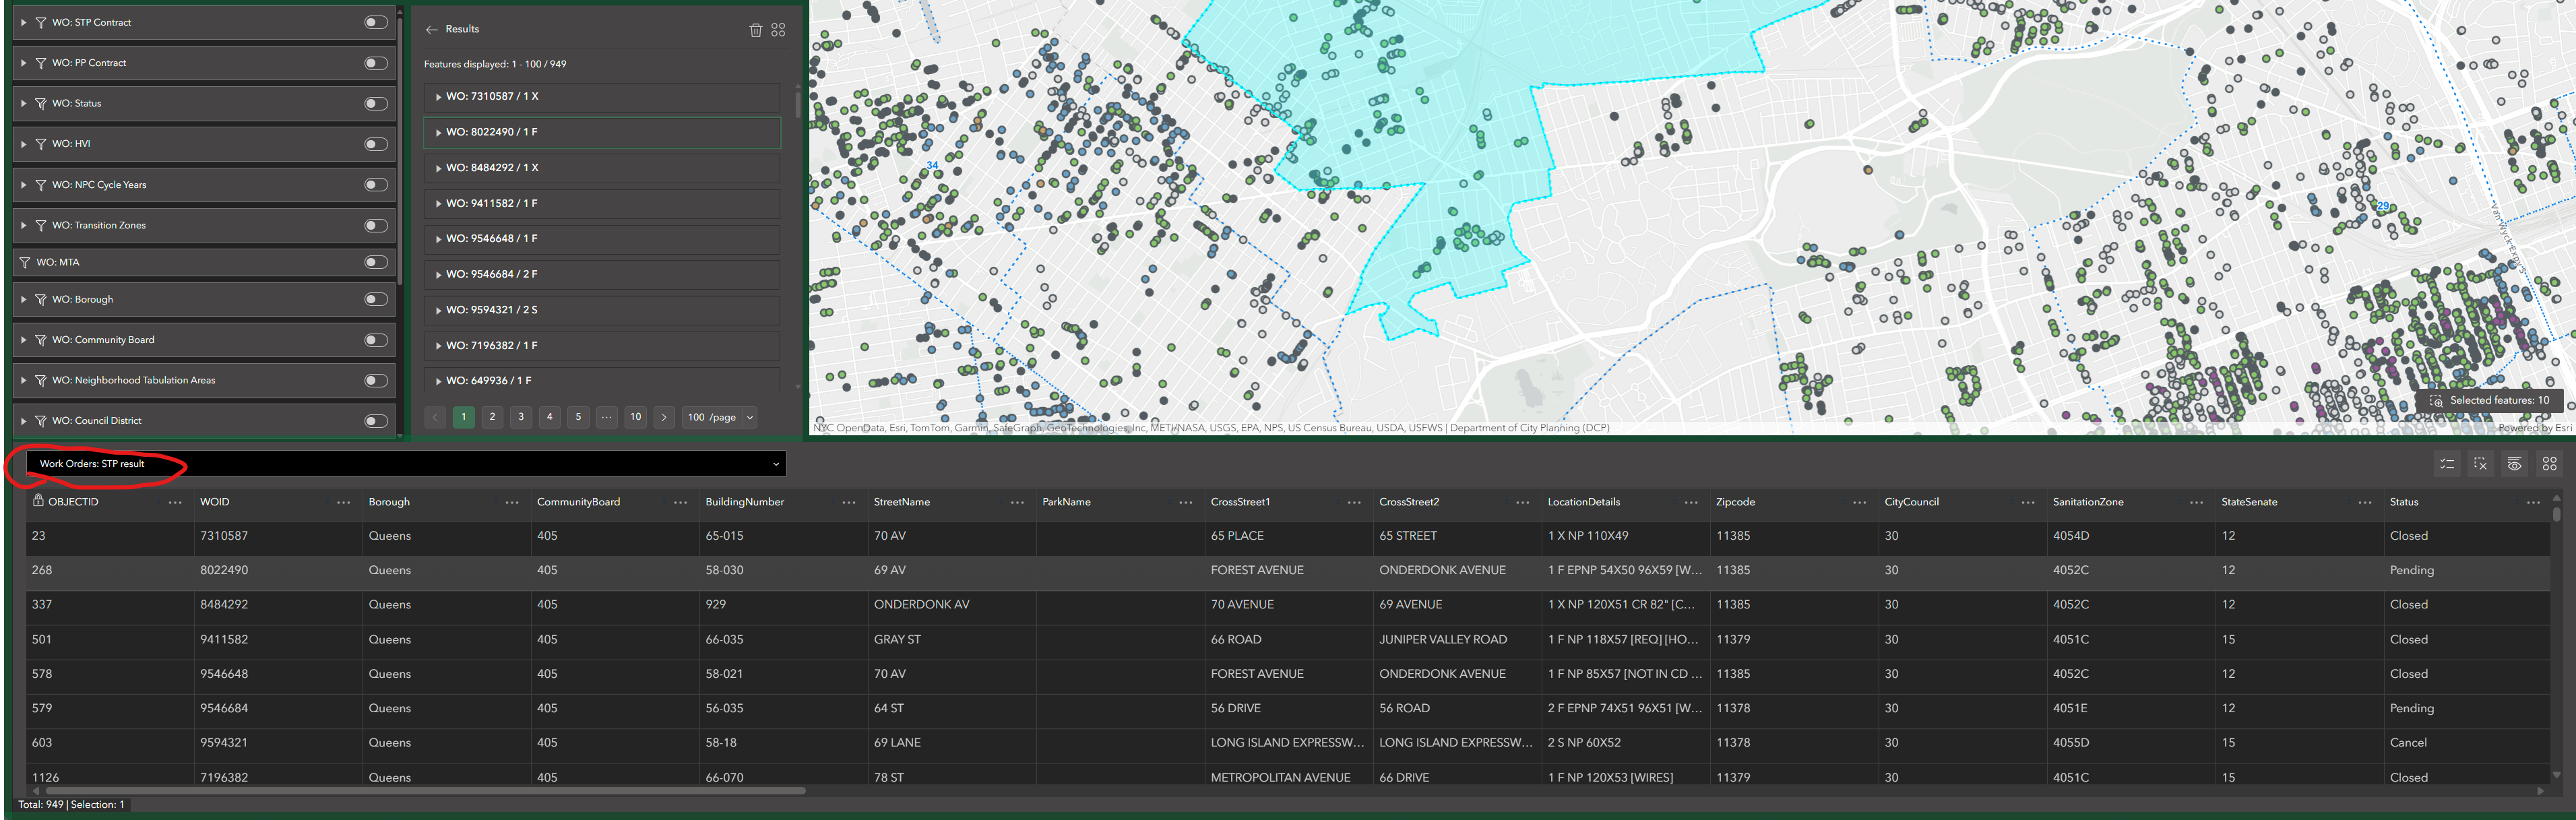 WO: STP Contract
WO: PP Contract
WO: Status
WO: HVI
WO: NPC Cycle Years
WO: Transition Zones
WO: MTA
WO: Borough
WO: Community Board
WO: Neighborhood Tabulation Areas
WO: Council District
Results
Features displayed: 1 - 100 / 949
WO: 7310587 / 1 X
WO: 8022490 / 1 F
WO: 8484292 / 1 X
WO: 9411582 / 1 F
WO: 9546648 / 1 F
WO: 9546684 / 2 F
WO: 9594321 / 2 S
WO: 7196382 / 1 F
WO: 649936 / 1 F
1 2 3 4 5 ... 10 100 /page
34
29
Van Wyck Expy S
Selected features: 10
NYC OpenData, Esri, TomTom, Garmin, SafeGraph, GeoTechnologies, Inc, METI/NASA, USGS, EPA, NPS, US Census Bureau, USDA, USFWS | Department of City Planning (DCP)
Powered by Esri
Work Orders: STP result
OBJECTID WOID Borough CommunityBoard BuildingNumber StreetName ParkName CrossStreet1 CrossStreet2 LocationDetails Zipcode CityCouncil SanitationZone StateSenate Status
23 7310587 Queens 405 65-015 70 AV 65 PLACE 65 STREET 1 X NP 110X49 11385 30 4054D 12 Closed
268 8022490 Queens 405 58-030 69 AV FOREST AVENUE ONDERDONK AVENUE 1 F EPNP 54X50 96X59 [W... 11385 30 4052C 12 Pending
337 8484292 Queens 405 929 ONDERDONK AV 70 AVENUE 69 AVENUE 1 X NP 120X51 CR 82" [C... 11385 30 4052C 12 Closed
501 9411582 Queens 405 66-035 GRAY ST 66 ROAD JUNIPER VALLEY ROAD 1 F NP 118X57 [REQ] [HO... 11379 30 4051C 15 Closed
578 9546648 Queens 405 58-021 70 AV FOREST AVENUE ONDERDONK AVENUE 1 F NP 85X57 [NOT IN CD ... 11385 30 4052C 12 Closed
579 9546684 Queens 405 56-035 64 ST 56 DRIVE 56 ROAD 2 F EPNP 74X51 96X51 [W... 11378 30 4051E 12 Pending
603 9594321 Queens 405 58-18 69 LANE LONG ISLAND EXPRESSW... LONG ISLAND EXPRESSW... 2 S NP 60X52 11378 30 4055D 15 Cancel
1126 7196382 Queens 405 66-070 78 ST METROPOLITAN AVENUE 66 DRIVE 1 F NP 120X53 [WIRES] 11379 30 4051C 15 Closed
Total: 949 | Selection: 1